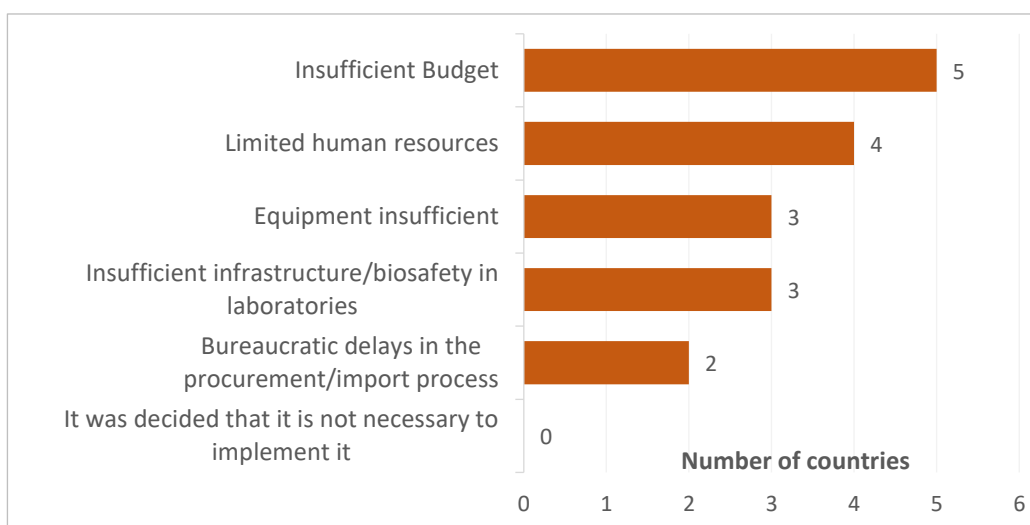 Insufficient Budget
5
Limited human resources
4
Equipment insufficient
3
Insufficient infrastructure/biosafety in
laboratories
3
Bureaucratic delays in the
procurement/import process
2
It was decided that it is not necessary to
implement it
0
Number of countries
0 1 2 3 4 5 6